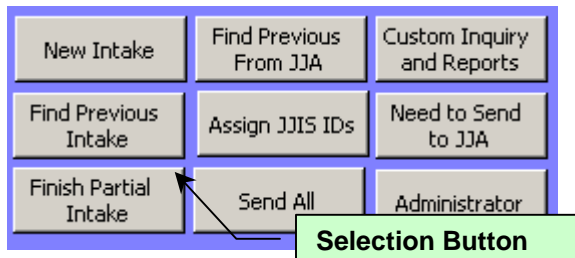 New Intake
Find Previous
From JJA
Custom Inquiry
and Reports
Find Previous
Intake
Assign JJIS IDs
Need to Send
to JJA
Finish Partial
Intake
Send All
Administrator
Selection Button